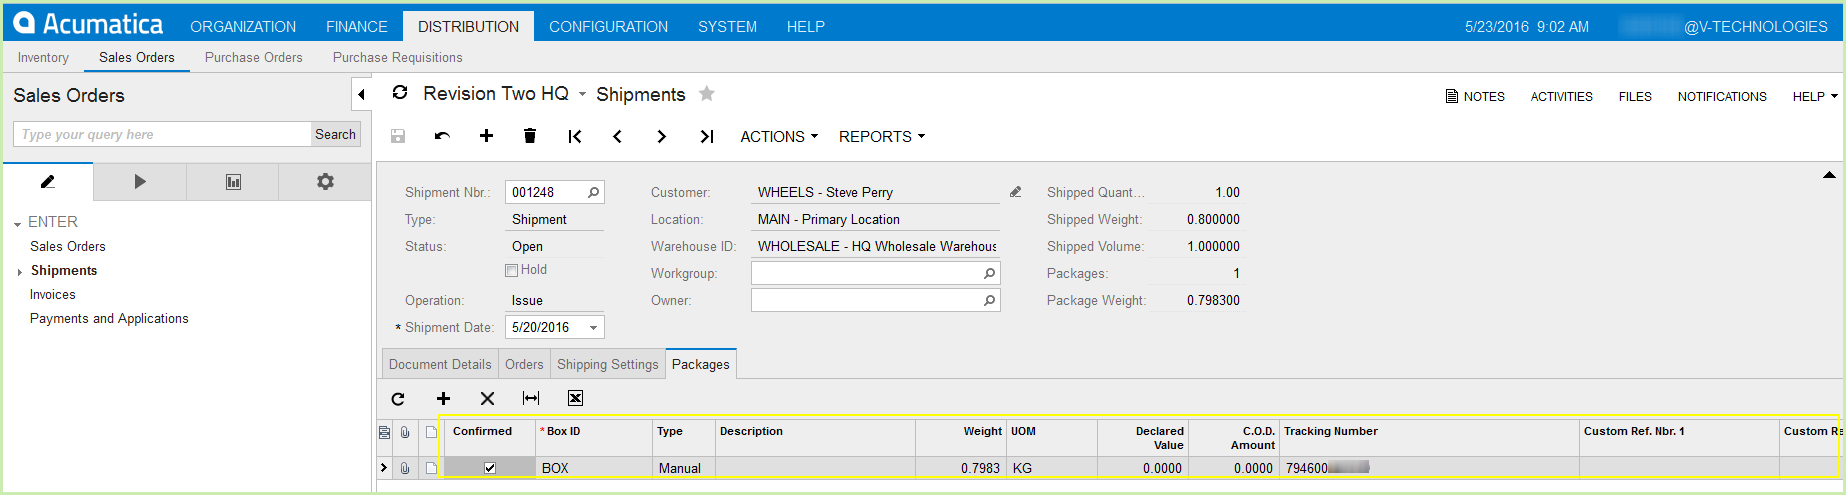 Acumatica ORGANIZATION FINANCE DISTRIBUTION CONFIGURATION SYSTEM HELP 5/23/2016 9:02 AM @V-TECHNOLOGIES
Inventory Sales Orders Purchase Orders Purchase Requisitions
Sales Orders
Type your query here Search
ENTER
Sales Orders
Shipments
Invoices
Payments and Applications
Revision Two HQ Shipments NOTES ACTIVITIES FILES NOTIFICATIONS HELP
ACTIONS REPORTS
Shipment Nbr.: 001248 Customer: WHEELS - Steve Perry Shipped Quant... 1.00
Type: Shipment Location: MAIN - Primary Location Shipped Weight: 0.800000
Status: Open Warehouse ID: WHOLESALE - HQ Wholesale Warehous Shipped Volume: 1.000000
Hold Workgroup: Packages: 1
Operation: Issue Owner: Package Weight: 0.798300
* Shipment Date: 5/20/2016
Document Details Orders Shipping Settings Packages
Confirmed * Box ID Type Description Weight UOM Declared Value C.O.D. Amount Tracking Number Custom Ref. Nbr. 1 Custom Re
BOX Manual 0.7983 KG 0.0000 0.0000 794600